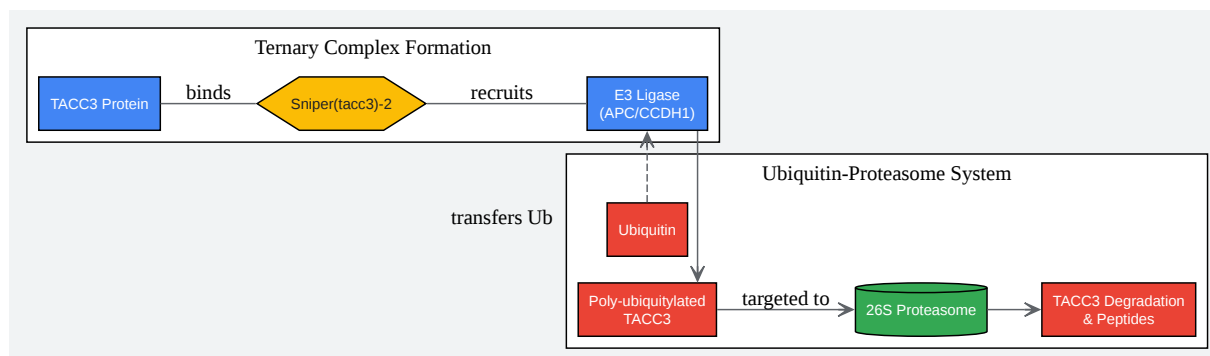 Ternary Complex Formation
TACC3 Protein
binds
Sniper(tacc3)-2
recruits
E3 Ligase
(APC/CCDH1)
Ubiquitin-Proteasome System
transfers Ub
Ubiquitin
Poly-ubiquitylated
TACC3
targeted to
26S Proteasome
TACC3 Degradation
& Peptides